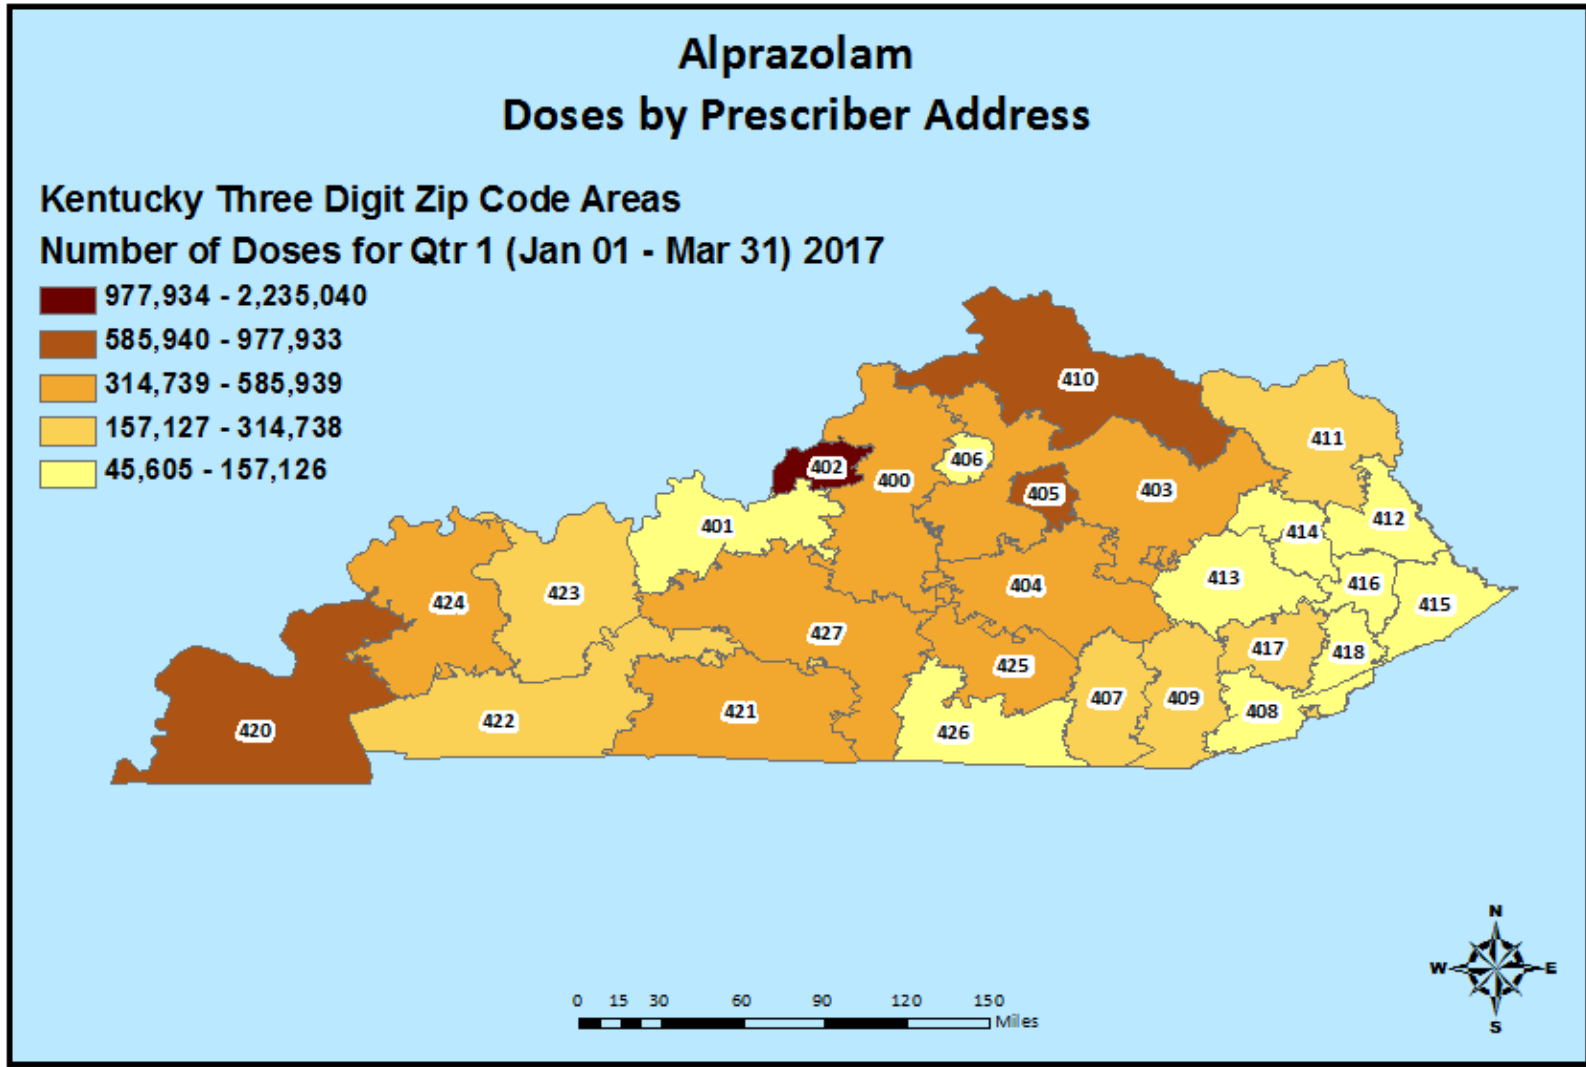 Alprazolam
Doses by Prescriber Address
Kentucky Three Digit Zip Code Areas
Number of Doses for Qtr 1 (Jan 01 - Mar 31) 2017
977,934 - 2,235,040
585,940 - 977,933
314,739 - 585,939
157,127 - 314,738
45,605 - 157,126
410
411
402
406
400
405
403
401
412
414
413
416
415
404
424
423
427
417
418
425
407
409
408
420
422
421
426
N
W E
S
0 15 30 60 90 120 150
Miles